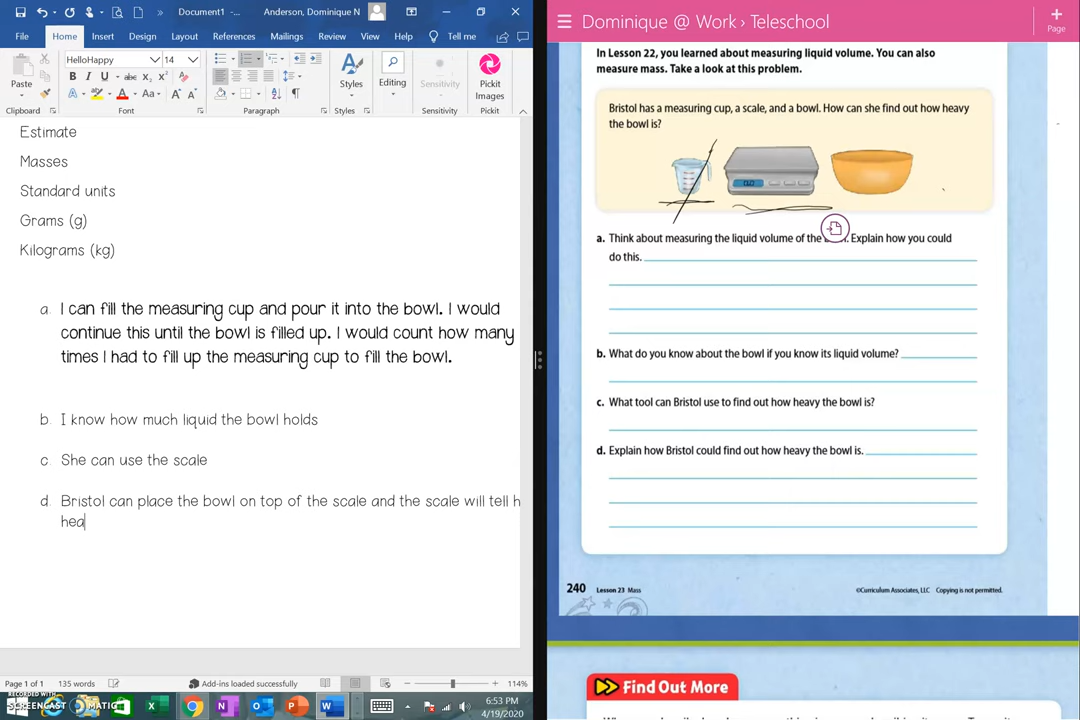 Document1 -...
Anderson, Dominique N
File
Home
Insert
Design
Layout
References
Mailings
Review
View
Help
Tell me
Paste
HelloHappy
14
Styles
Editing
Sensitivity
Pickit Images
Clipboard
Font
Paragraph
Styles
Sensitivity
Pickit
Estimate
Masses
Standard units
Grams (g)
Kilograms (kg)
a. I can fill the measuring cup and pour it into the bowl. I would
continue this until the bowl is filled up. I would count how many
times I had to fill up the measuring cup to fill the bowl.
b. I know how much liquid the bowl holds
c. She can use the scale
d. Bristol can place the bowl on top of the scale and the scale will tell h
hea
Page 1 of 1
135 words
Add-ins loaded successfully
114%
RECORDED WITH
SCREENCAST
MATIC
6:53 PM
4/19/2020
Dominique @ Work › Teleschool
Page
In Lesson 22, you learned about measuring liquid volume. You can also
measure mass. Take a look at this problem.
Bristol has a measuring cup, a scale, and a bowl. How can she find out how heavy
the bowl is?
a. Think about measuring the liquid volume of the Explain how you could
do this.
b. What do you know about the bowl if you know its liquid volume?
c. What tool can Bristol use to find out how heavy the bowl is?
d. Explain how Bristol could find out how heavy the bowl is.
240 Lesson 23 Mass
©Curriculum Associates, LLC Copying is not permitted.
Find Out More